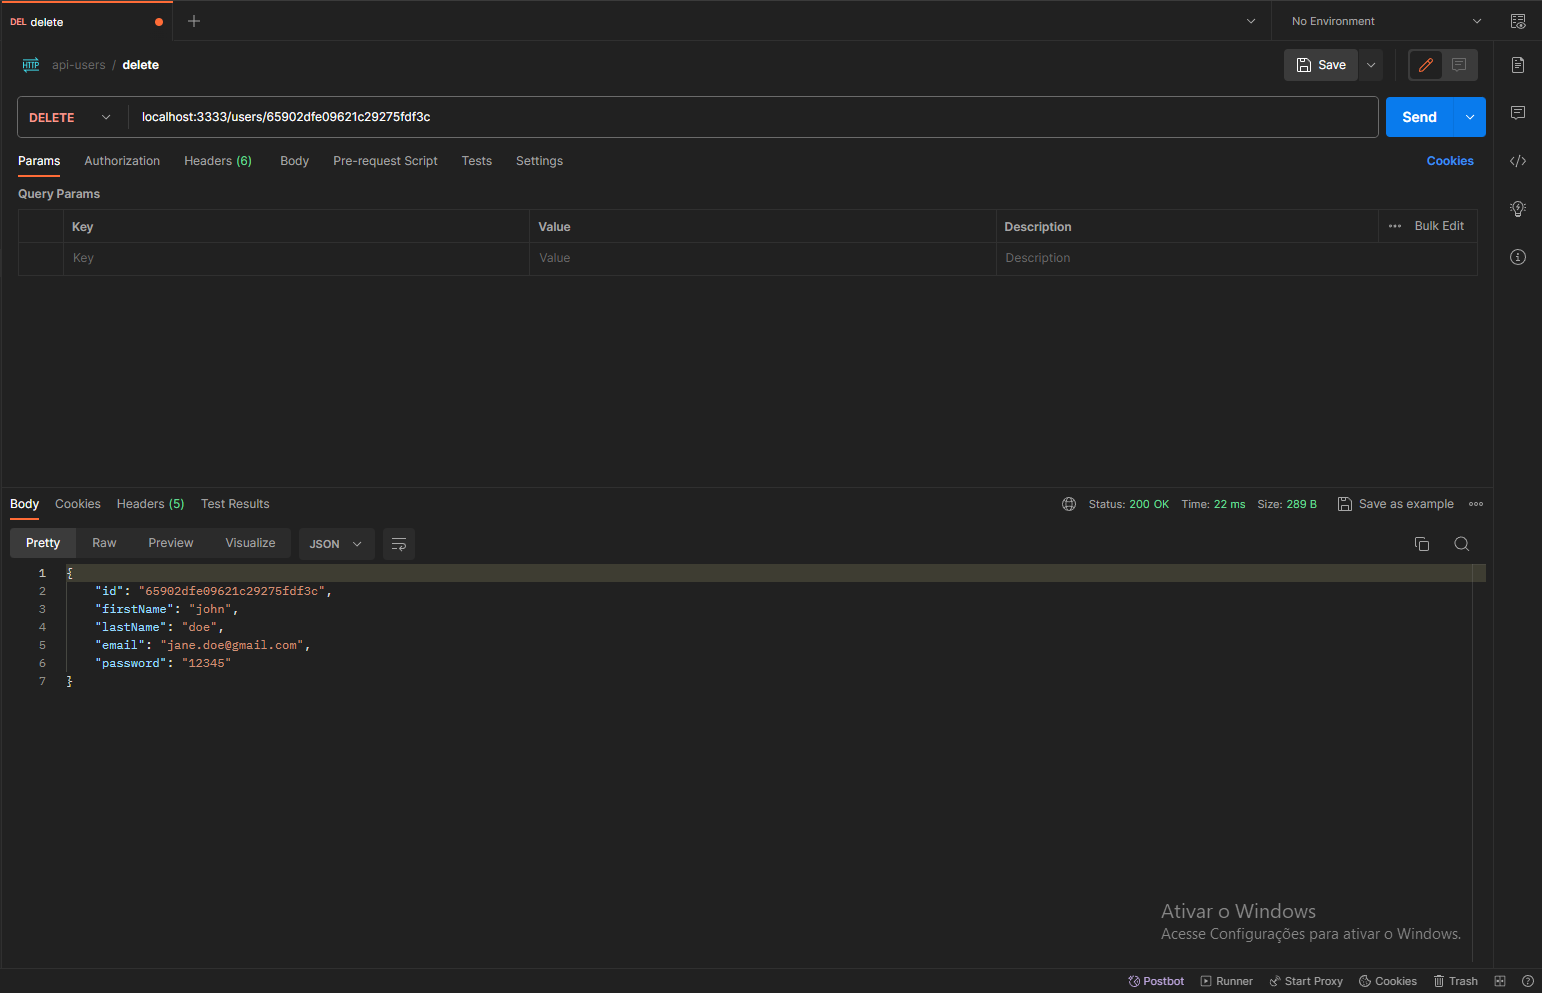 DEL delete
No Environment
HTTP api-users / delete
Save
DELETE localhost:3333/users/65902dfe09621c29275fdf3c Send
Params Authorization Headers (6) Body Pre-request Script Tests Settings Cookies
Query Params
Key Value Description ••• Bulk Edit
Key Value Description
Body Cookies Headers (5) Test Results Status: 200 OK Time: 22 ms Size: 289 B Save as example
Pretty Raw Preview Visualize JSON
1 {
2 "id": "65902dfe09621c29275fdf3c",
3 "firstName": "john",
4 "lastName": "doe",
5 "email": "jane.doe@gmail.com",
6 "password": "12345"
7 }
Ativar o Windows
Acesse Configurações para ativar o Windows.
Postbot Runner Start Proxy Cookies Trash